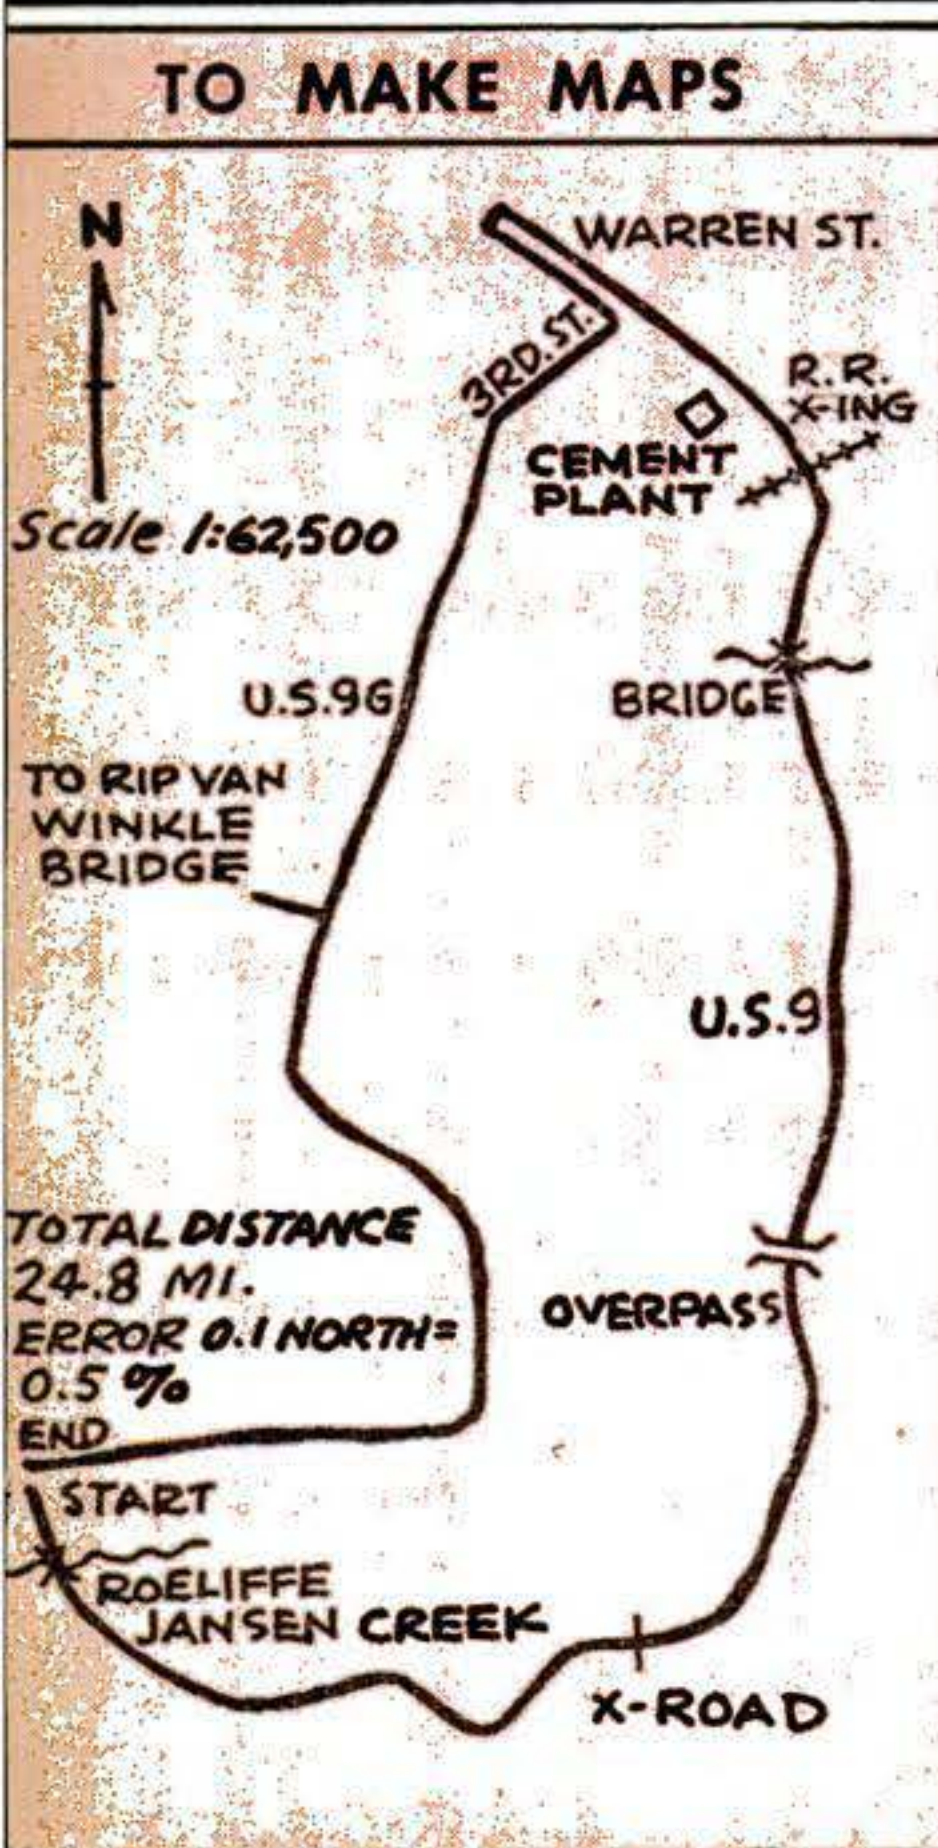 TO MAKE MAPS
N
WARREN ST.
3RD. ST.
R.R.
X-ING
CEMENT
PLANT
Scale 1:62,500
U.S.9G
BRIDGE
TO RIP VAN
WINKLE
BRIDGE
U.S.9
TOTAL DISTANCE
24.8 MI.
ERROR 0.1 NORTH=
0.5 %
OVERPASS
END
START
ROELIFFE
JANSEN CREEK
X-ROAD